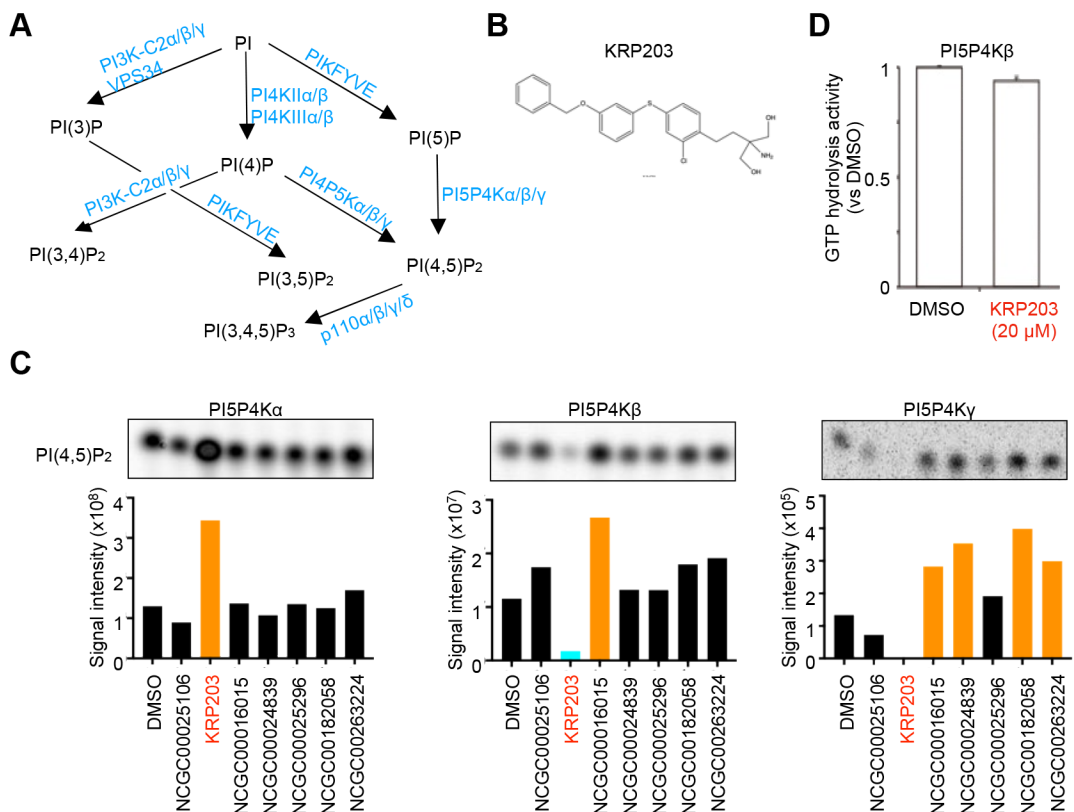 A
PI
PI3K-C2α/β/γ
VPS34
PIKFYVE
PI4KIIα/β
PI4KIIIα/β
PI(3)P
PI(5)P
PI(4)P
PI3K-C2α/β/γ
PIKFYVE
PI4P5Kα/β/γ
PI5P4Kα/β/γ
PI(3,4)P2
PI(3,5)P2
PI(4,5)P2
PI(3,4,5)P3
p110α/β/γ/δ
B
KRP203
O
S
Cl
OH
NH2
OH
D
PI5P4Kβ
GTP hydrolysis activity
(vs DMSO)
1
0.5
0
DMSO
KRP203
(20 µM)
C
PI5P4Kα
PI(4,5)P2
Signal intensity (x10⁸)
4
3
2
1
0
DMSO
NCGC00025106
KRP203
NCGC00016015
NCGC00024839
NCGC00025296
NCGC00182058
NCGC00263224
PI5P4Kβ
Signal intensity (x10⁷)
3
2
1
0
DMSO
NCGC00025106
KRP203
NCGC00016015
NCGC00024839
NCGC00025296
NCGC00182058
NCGC00263224
PI5P4Kγ
Signal intensity (x10⁵)
5
4
3
2
1
0
DMSO
NCGC00025106
KRP203
NCGC00016015
NCGC00024839
NCGC00025296
NCGC00182058
NCGC00263224